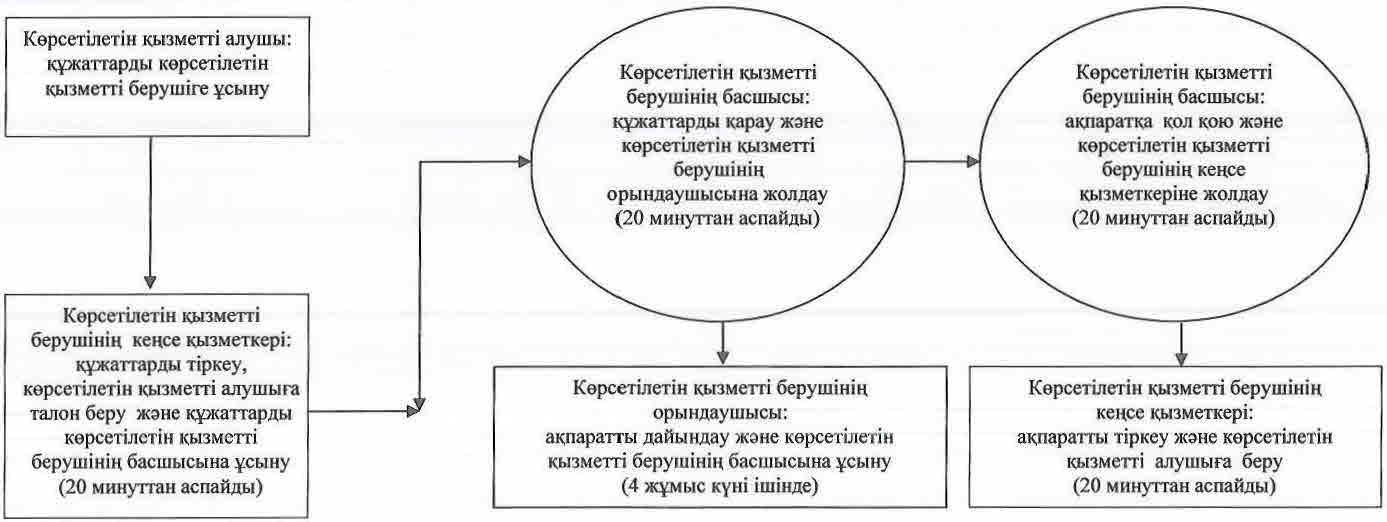 Көрсетілетін қызметті алушы:
құжаттарды көрсетілетін
қызметті берушіге ұсыну
Көрсетілетін қызметті
берушінің кеңсе қызметкері:
құжаттарды тіркеу,
көрсетілетін қызметті алушыға
талон беру және құжаттарды
көрсетілетін қызметті
берушінің басшысына ұсыну
(20 минуттан аспайды)
Көрсетілетін қызметті
берушінің басшысы:
құжаттарды қарау және
көрсетілетін қызметті
берушінің
орындаушысына жолдау
(20 минуттан аспайды)
Көрсетілетін қызметті берушінің
орындаушысы:
ақпаратты дайындау және көрсетілетін
қызметті берушінің басшысына ұсыну
(4 жұмыс күні ішінде)
Көрсетілетін қызметті
берушінің басшысы:
ақпаратқа қол қою және
көрсетілетін қызметті
берушінің кеңсе
қызметкеріне жолдау
(20 минуттан аспайды)
Көрсетілетін қызметті берушінің
кеңсе қызметкері:
ақпаратты тіркеу және көрсетілетін
қызметті алушыға беру
(20 минуттан аспайды)